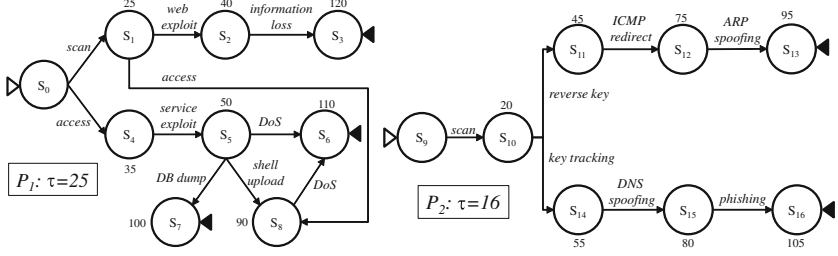 25
40
120
web exploit
information loss
S1
S2
S3
scan
access
S0
access
service exploit
50
DoS
110
S4
S5
S6
35
P1: τ=25
DB dump
shell upload
DoS
100
S7
90
S8
45
ICMP redirect
75
ARP spoofing
95
S11
S12
S13
reverse key
20
S9
scan
S10
key tracking
P2: τ=16
DNS spoofing
phishing
S14
S15
S16
55
80
105